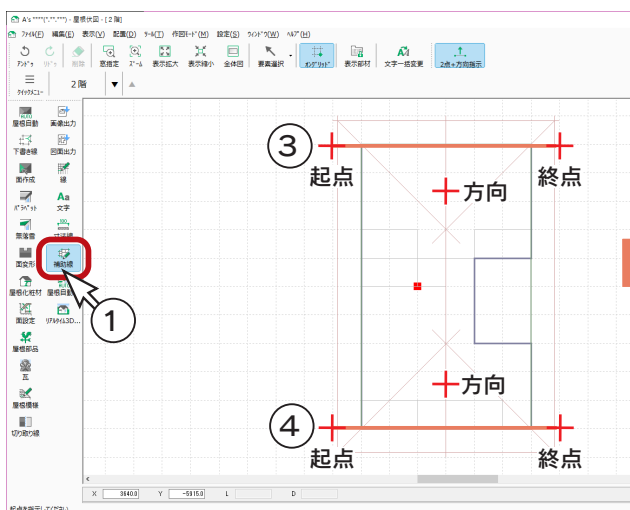 A's ****(*.**.***) - 屋根伏図 - [2 階]
ﾌｧｲﾙ(F) 編集(E) 表示(V) 配置(D) ﾂｰﾙ(T) 作図ﾓｰﾄﾞ(M) 設定(S) ｳｨﾝﾄﾞｳ(W) ﾍﾙﾌﾟ(H)
ｱﾝﾄﾞｩ ﾘﾄﾞｩ 削除 窓指定 ｽﾞｰﾑ 表示拡大 表示縮小 全体図 要素選択 ｵﾝｸﾞﾘｯﾄﾞ 表示部材 文字一括変更 2点+方向指示
ｸｲｯｸﾒﾆｭｰ 2 階
屋根自動 画像出力
下書き線 図面出力
面作成 線
ﾊﾟﾗﾍﾟｯﾄ 文字
無落雪 寸法線
面変形 補助線
屋根化粧材 屋根自動
面設定 ﾘｱﾙﾀｲﾑ3D...
屋根部品
瓦
屋根模様
切り取り線
①
③
起点 終点
方向
方向
④
起点 終点
X 3640.0 Y -5915.0 L D
起点を指示してください